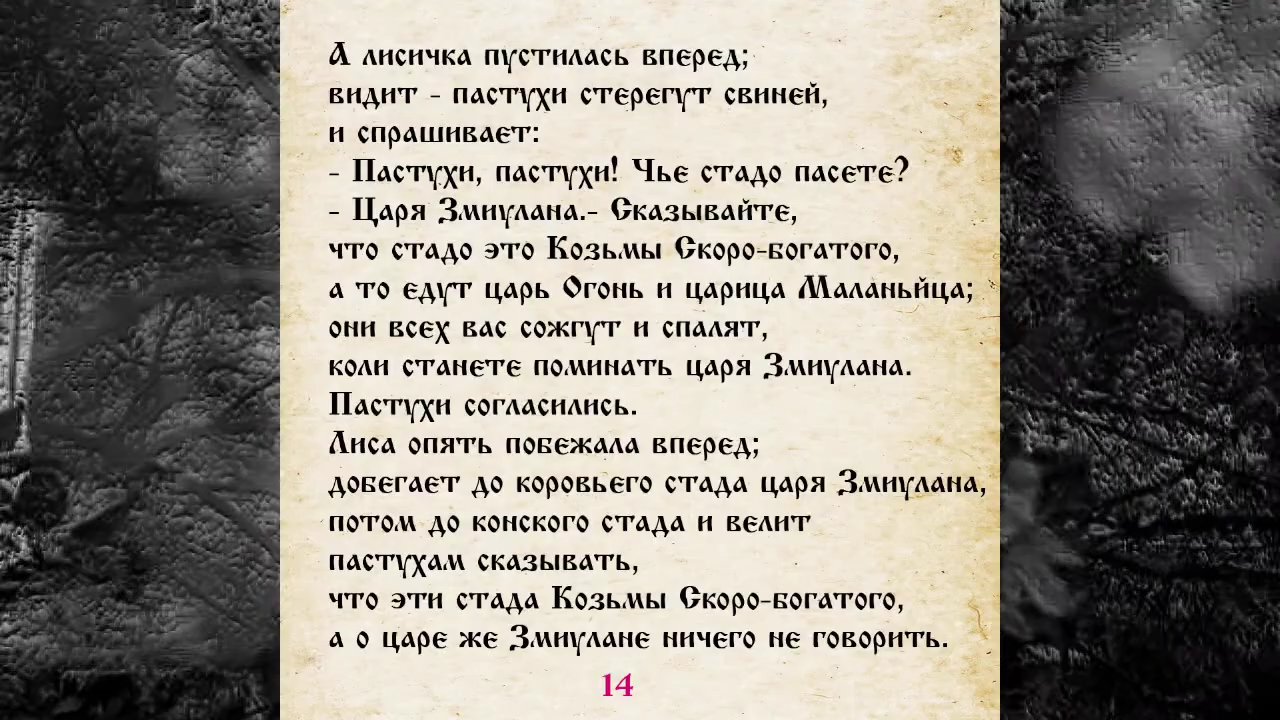 А лисичка пустилась вперед;
видит - пастухи стерегут свиней,
и спрашивает:
- Пастухи, пастухи! Чье стадо пасете?
- Царя Змиулана.- Сказывайте,
что стадо это Козьмы Скоро-богатого,
а то едут царь Огонь и царица Маланьйца;
они всех вас сожгут и спалят,
коли станете поминать царя Змиулана.
Пастухи согласились.
Лиса опять побежала вперед;
добегает до коровьего стада царя Змиулана,
потом до конского стада и велит
пастухам сказывать,
что эти стада Козьмы Скоро-богатого,
а о царе же Змиулане ничего не говорить.
14